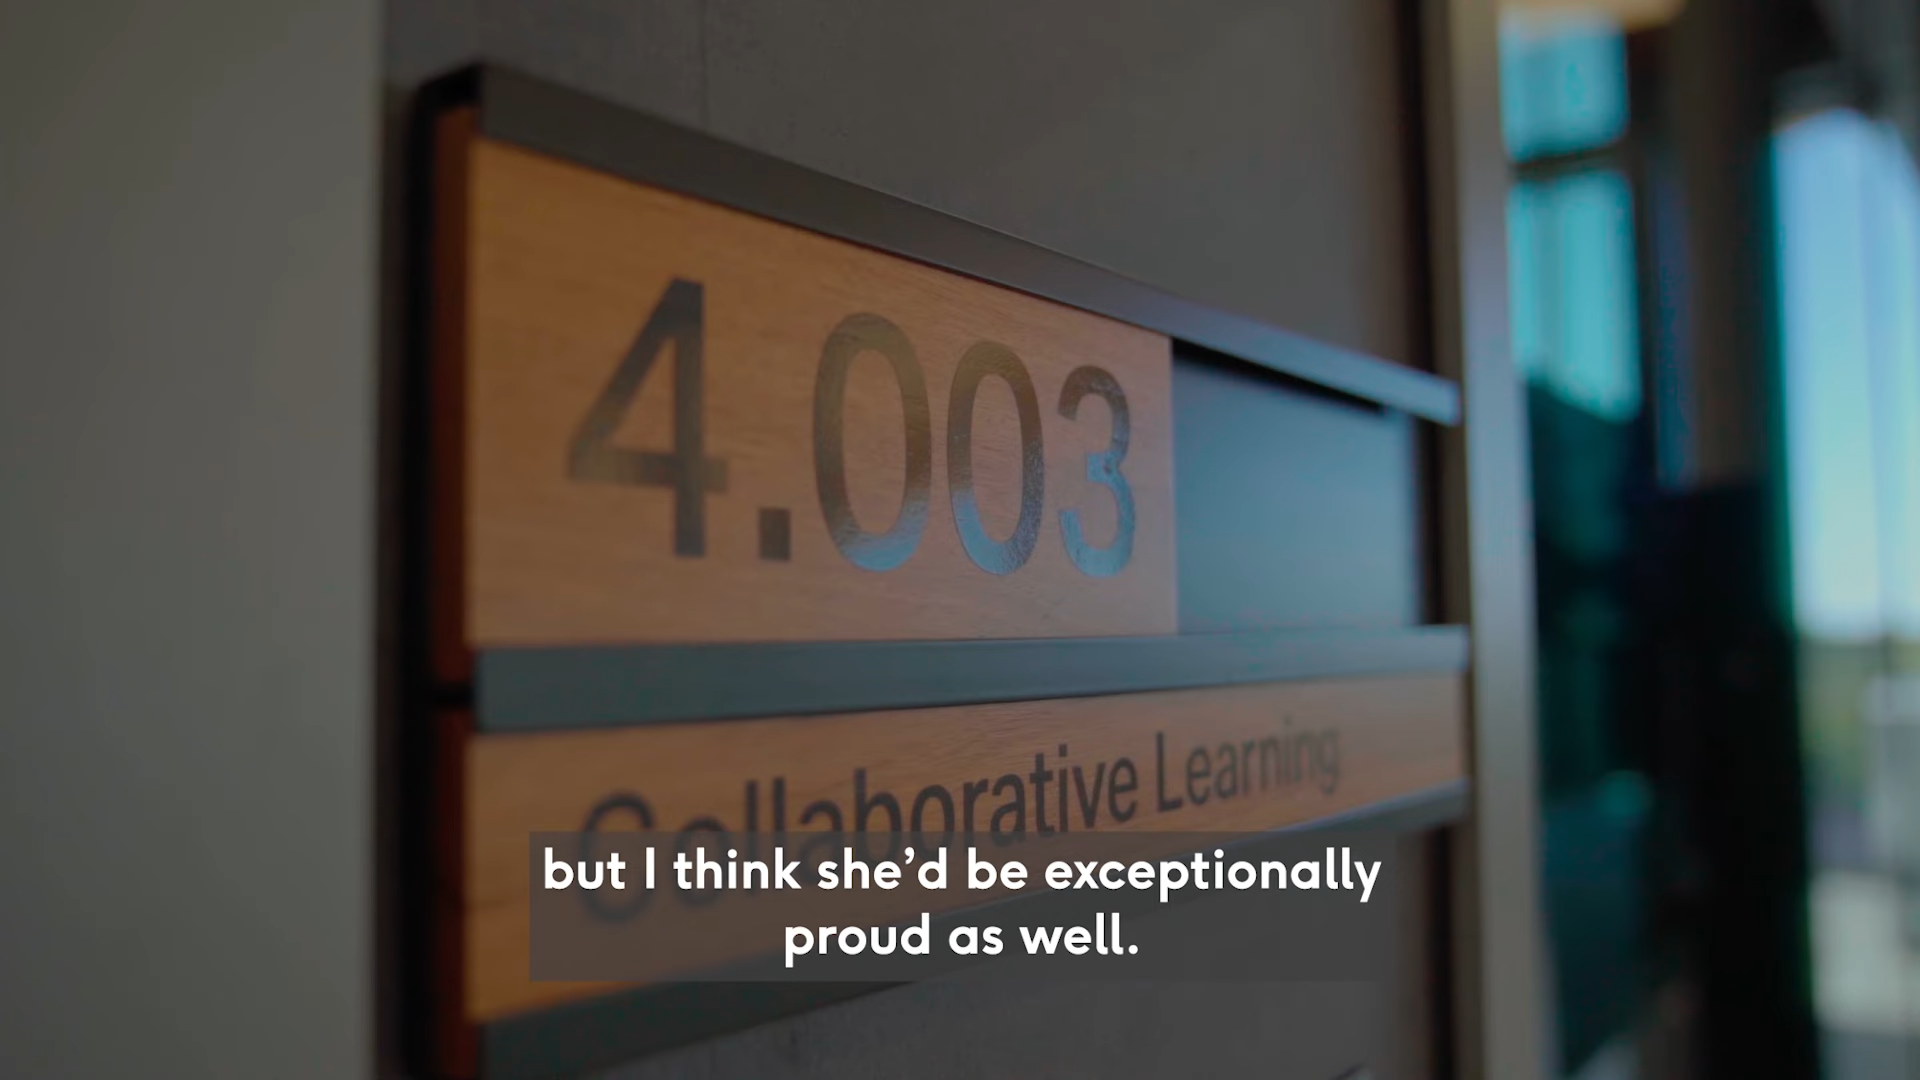 4.003
Collaborative Learning
but I think she’d be exceptionally
proud as well.